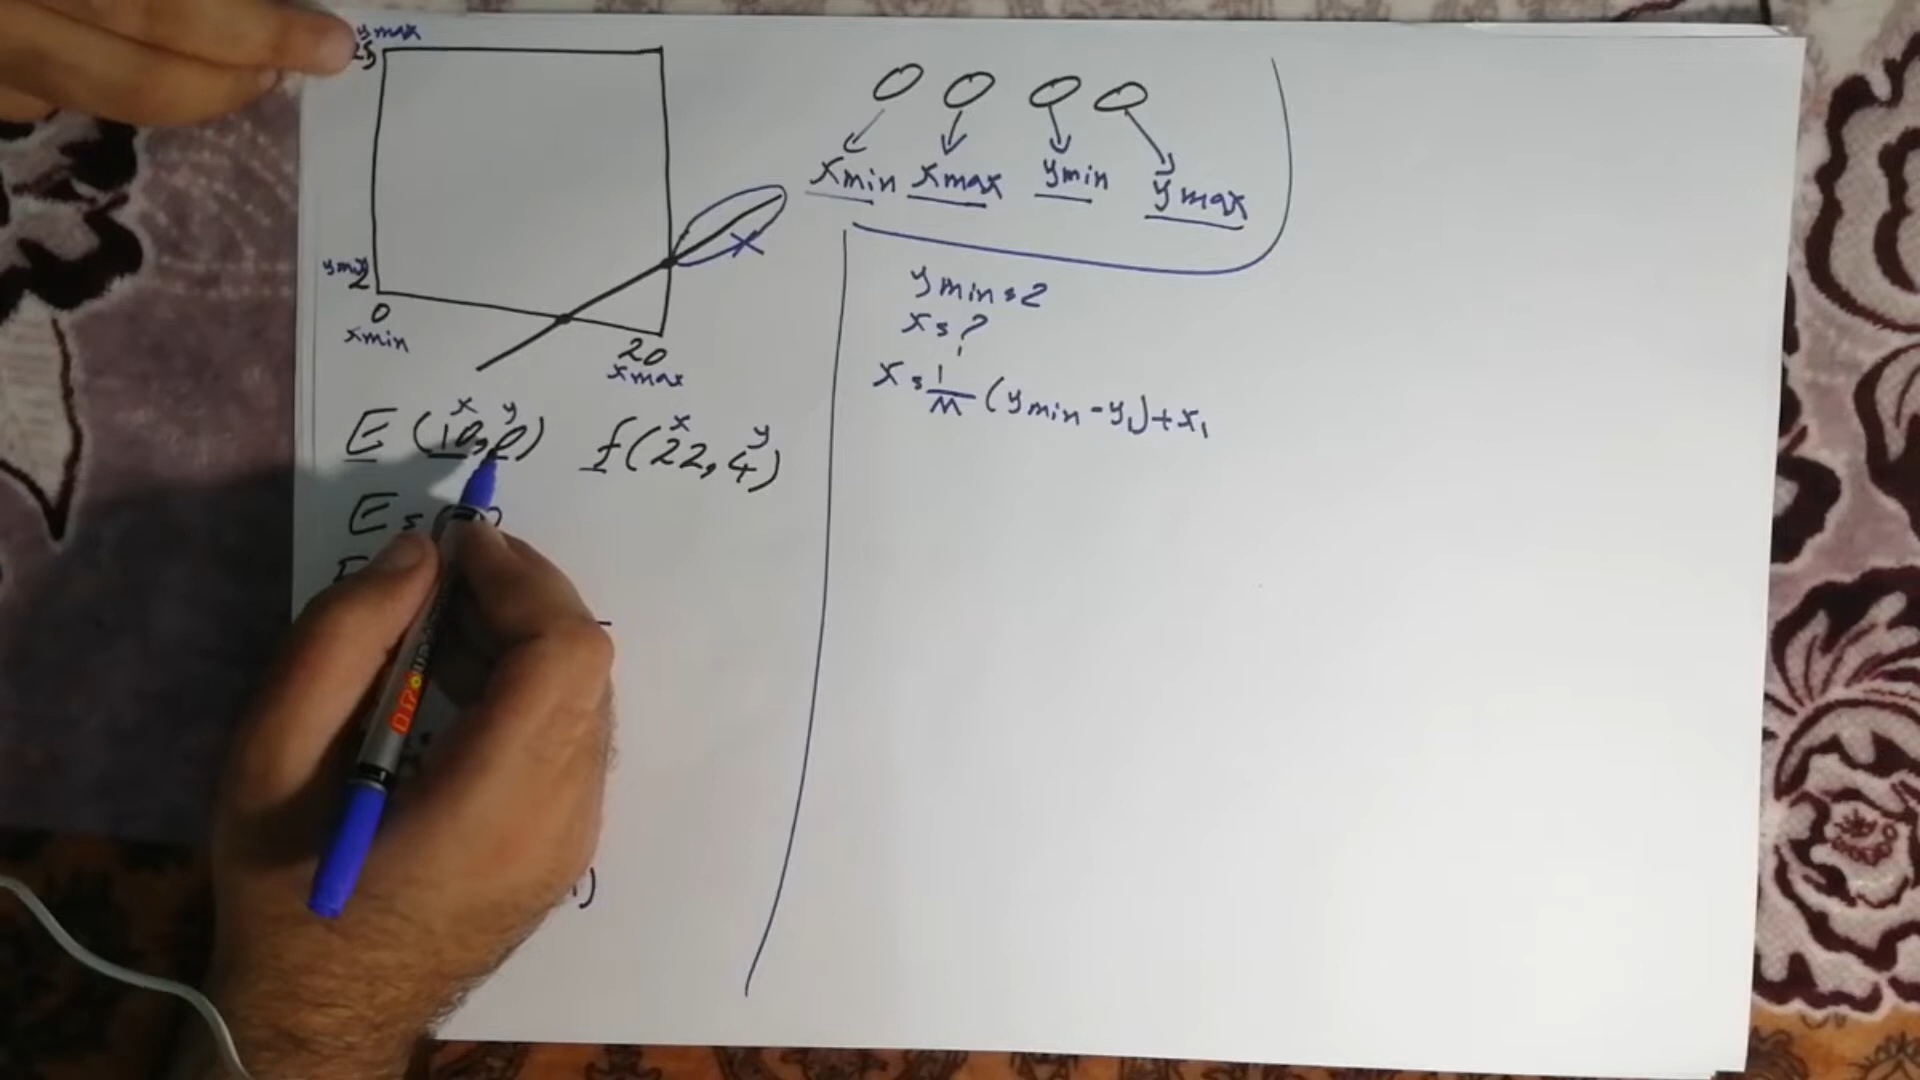 ymax
25
ymin
2
0
xmin
20
xmax
xmin xmax ymin ymax
ymin = 2
x = ?
x = 1/M (ymin - y1) + x1
x y
E (10,0)
x y
f(22,4)
E =